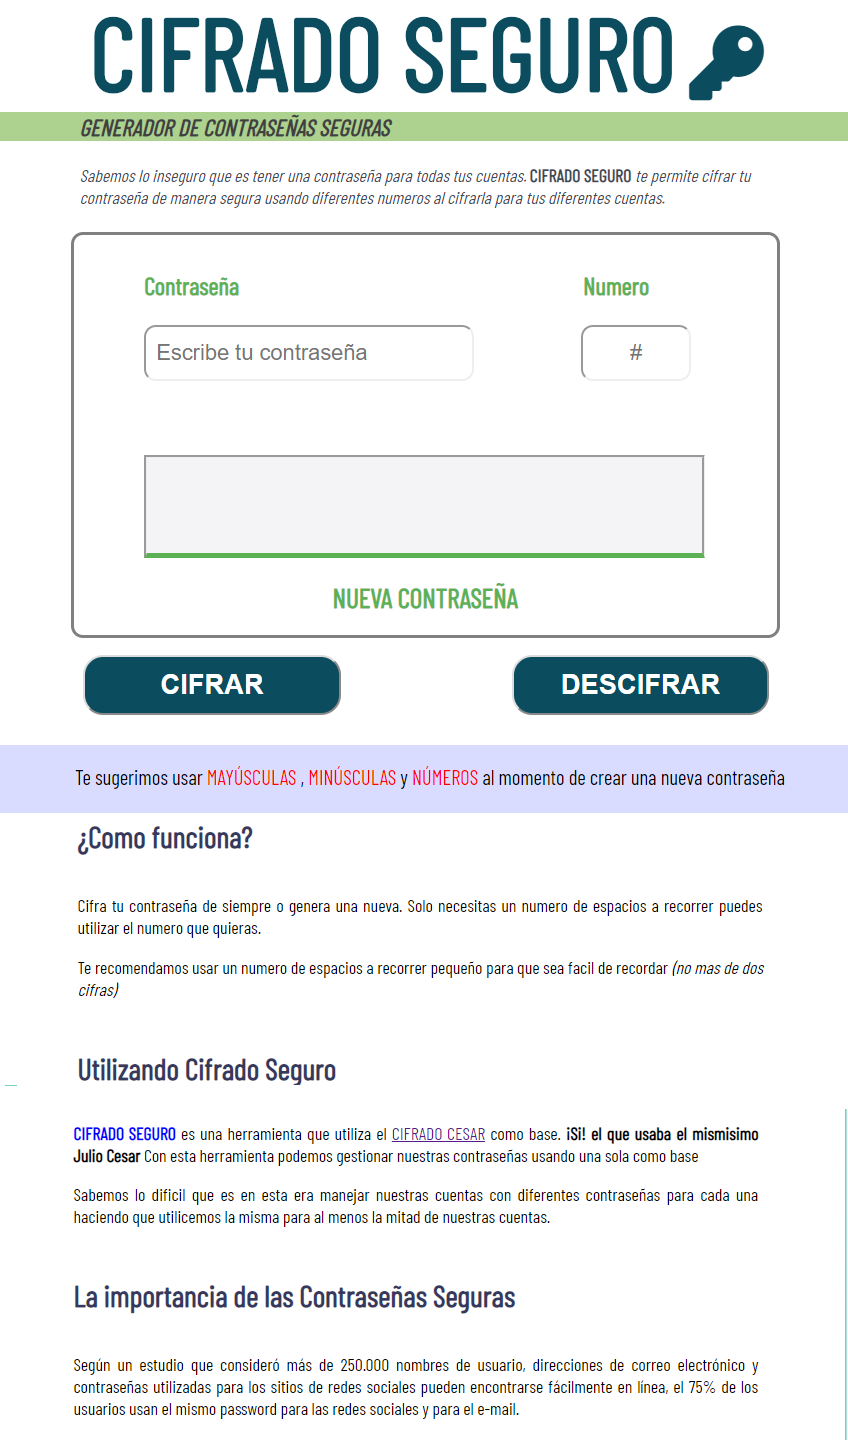 CIFRADO SEGURO
GENERADOR DE CONTRASEÑAS SEGURAS
Sabemos lo inseguro que es tener una contraseña para todas tus cuentas. CIFRADO SEGURO te permite cifrar tu
contraseña de manera segura usando diferentes numeros al cifrarla para tus diferentes cuentas.
Contraseña Numero
Escribe tu contraseña #
NUEVA CONTRASEÑA
CIFRAR DESCIFRAR
Te sugerimos usar MAYÚSCULAS , MINÚSCULAS y NÚMEROS al momento de crear una nueva contraseña
¿Como funciona?
Cifra tu contraseña de siempre o genera una nueva. Solo necesitas un numero de espacios a recorrer puedes
utilizar el numero que quieras.
Te recomendamos usar un numero de espacios a recorrer pequeño para que sea facil de recordar (no mas de dos
cifras)
Utilizando Cifrado Seguro
CIFRADO SEGURO es una herramienta que utiliza el CIFRADO CESAR como base. ¡Si! el que usaba el mismisimo
Julio Cesar Con esta herramienta podemos gestionar nuestras contraseñas usando una sola como base
Sabemos lo dificil que es en esta era manejar nuestras cuentas con diferentes contraseñas para cada una
haciendo que utilicemos la misma para al menos la mitad de nuestras cuentas.
La importancia de las Contraseñas Seguras
Según un estudio que consideró más de 250.000 nombres de usuario, direcciones de correo electrónico y
contraseñas utilizadas para los sitios de redes sociales pueden encontrarse fácilmente en línea, el 75% de los
usuarios usan el mismo password para las redes sociales y para el e-mail.